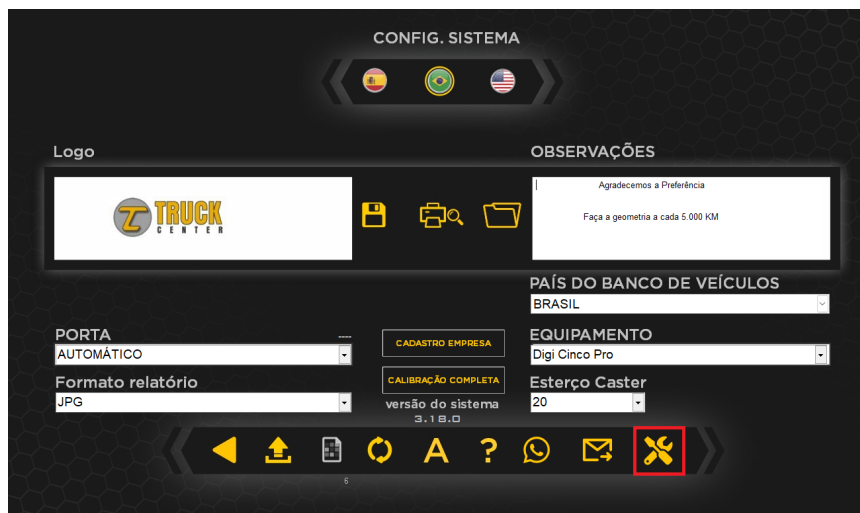 CONFIG. SISTEMA
Logo
OBSERVAÇÕES
TRUCK
CENTER
Agradecemos a Preferência
Faça a geometria a cada 5.000 KM
PAÍS DO BANCO DE VEÍCULOS
BRASIL
PORTA
----
AUTOMÁTICO
CADASTRO EMPRESA
EQUIPAMENTO
Digi Cinco Pro
Formato relatório
JPG
CALIBRAÇÃO COMPLETA
Esterço Caster
20
versão do sistema
3.18.0
A
?
6